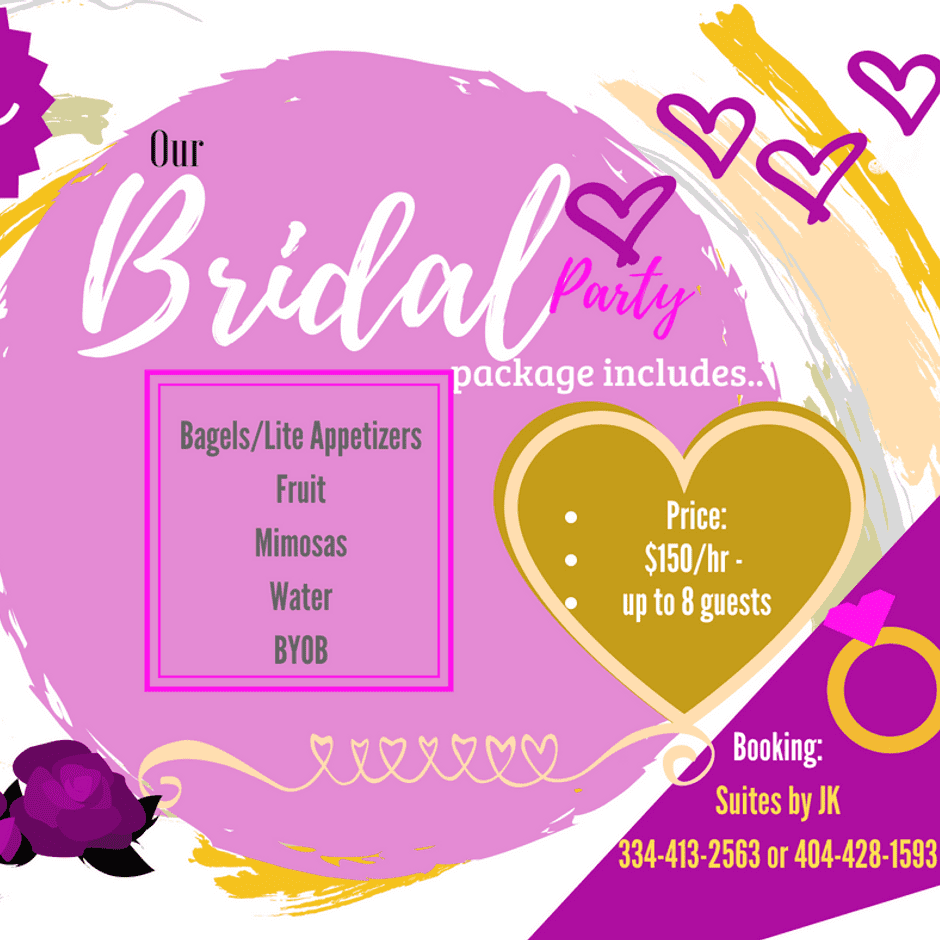 Our
Bridal
Party
package includes..
Bagels/Lite Appetizers
Fruit
Mimosas
Water
BYOB
Price:
$150/hr -
up to 8 guests
Booking:
Suites by JK
334-413-2563 or 404-428-1593